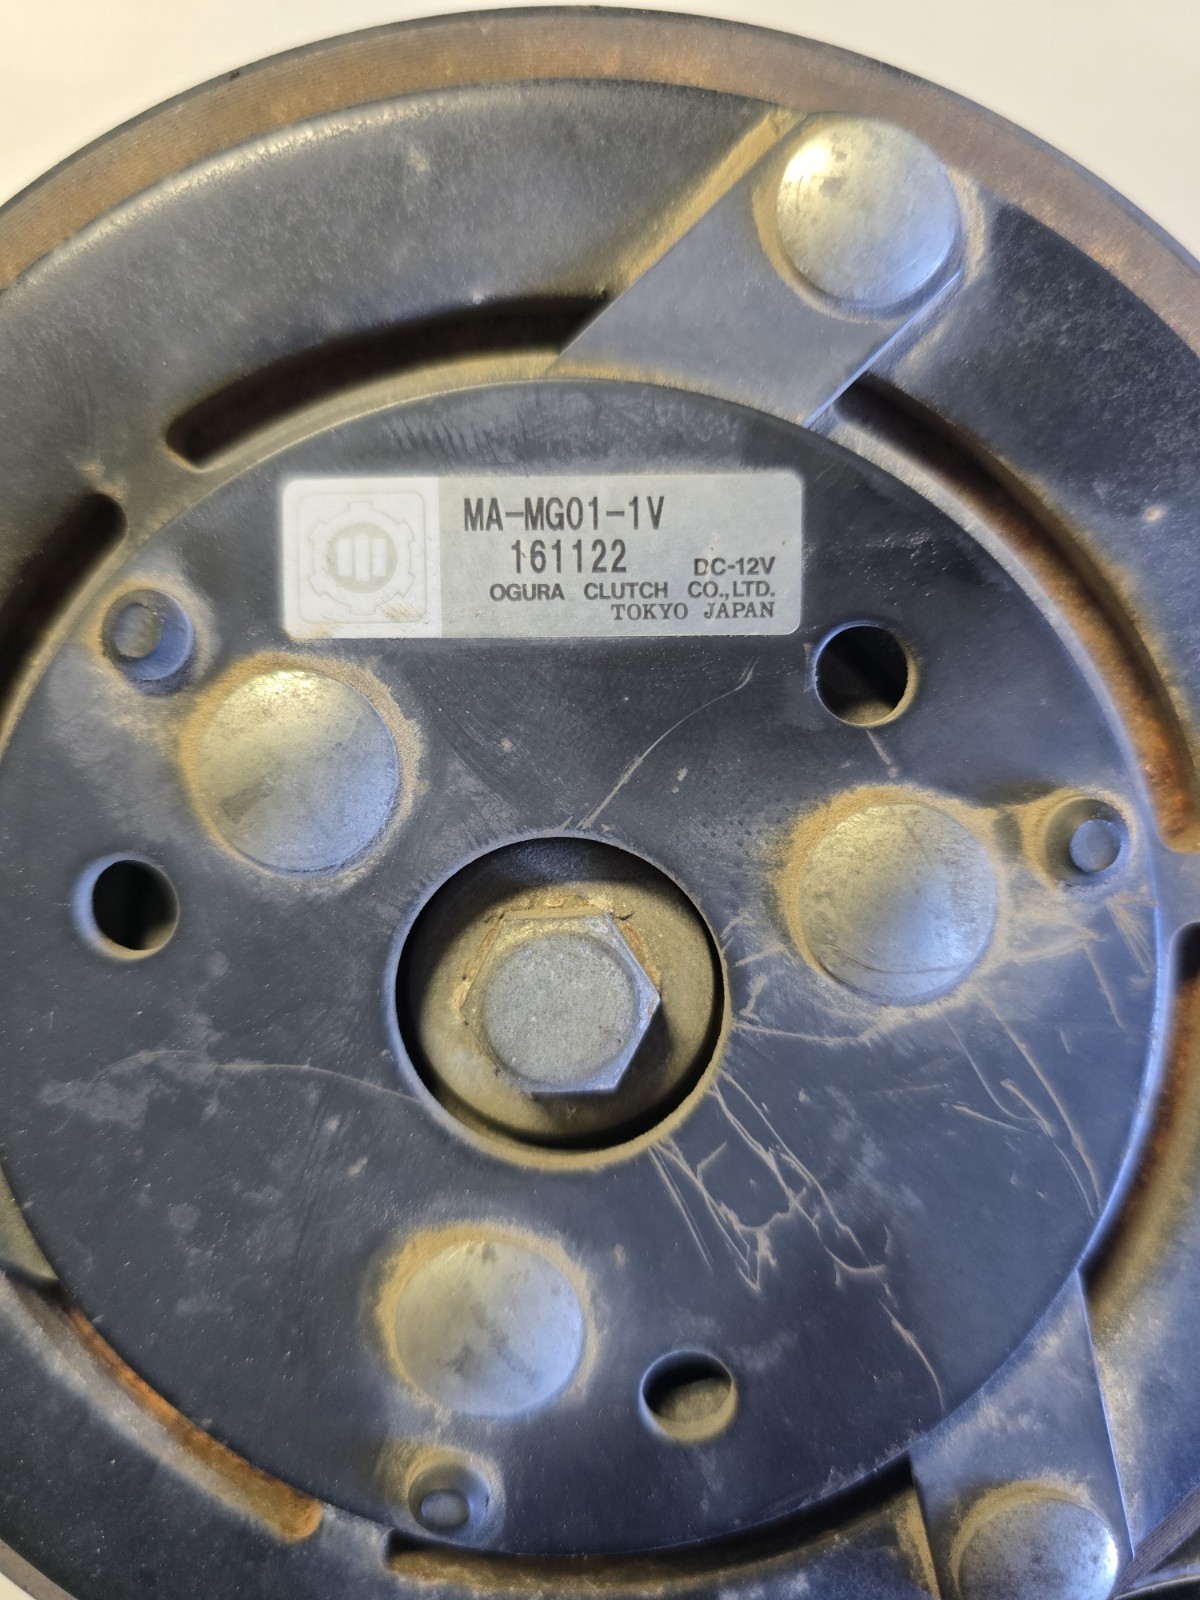 MA-MG01-1V
161122 DC-12V
OGURA CLUTCH CO.,LTD.
TOKYO JAPAN